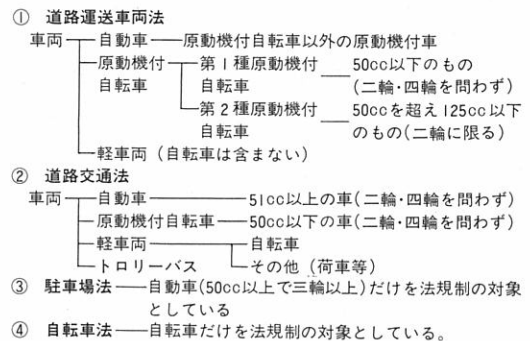 ① 道路運送車両法
車両 自動車 原動機付自転車以外の原動機付車
原動機付 第1種原動機付 50cc以下のもの
自転車 自転車 (二輪・四輪を問わず)
第2種原動機付 50ccを超え125cc以下
自転車 のもの(二輪に限る)
軽車両 (自転車は含まない)
② 道路交通法
車両 自動車 51cc以上の車(二輪・四輪を問わず)
原動機付自転車 50cc以下の車(二輪・四輪を問わず)
軽車両 自転車
トロリーバス その他 (荷車等)
③ 駐車場法 自動車(50cc以上で三輪以上)だけを法規制の対象
としている
④ 自転車法 自転車だけを法規制の対象としている。